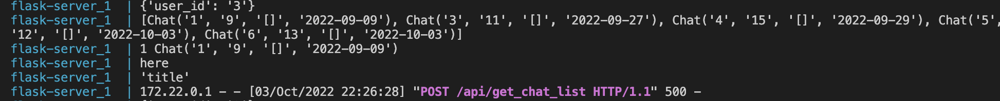 flask-server_1 | {'user_id': '3'}
flask-server_1 | [Chat('1', '9', '[]', '2022-09-09'), Chat('3', '11', '[]', '2022-09-27'), Chat('4', '15', '[]', '2022-09-29'), Chat('5',
'12', '[]', '2022-10-03'), Chat('6', '13', '[]', '2022-10-03')]
flask-server_1 | 1 Chat('1', '9', '[]', '2022-09-09')
flask-server_1 | here
flask-server_1 | 'title'
flask-server_1 | 172.22.0.1 - - [03/Oct/2022 22:26:28] "POST /api/get_chat_list HTTP/1.1" 500 -